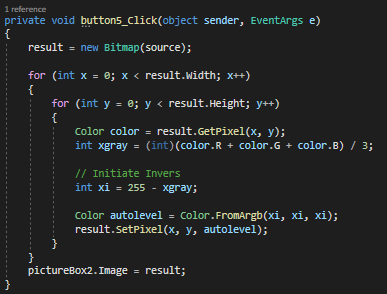 1 reference
private void button5_Click(object sender, EventArgs e)
{
    result = new Bitmap(source);

    for (int x = 0; x < result.Width; x++)
    {
        for (int y = 0; y < result.Height; y++)
        {
            Color color = result.GetPixel(x, y);
            int xgray = (int)(color.R + color.G + color.B) / 3;

            // Initiate Invers
            int xi = 255 - xgray;

            Color autolevel = Color.FromArgb(xi, xi, xi);
            result.SetPixel(x, y, autolevel);
        }
    }
    pictureBox2.Image = result;
}